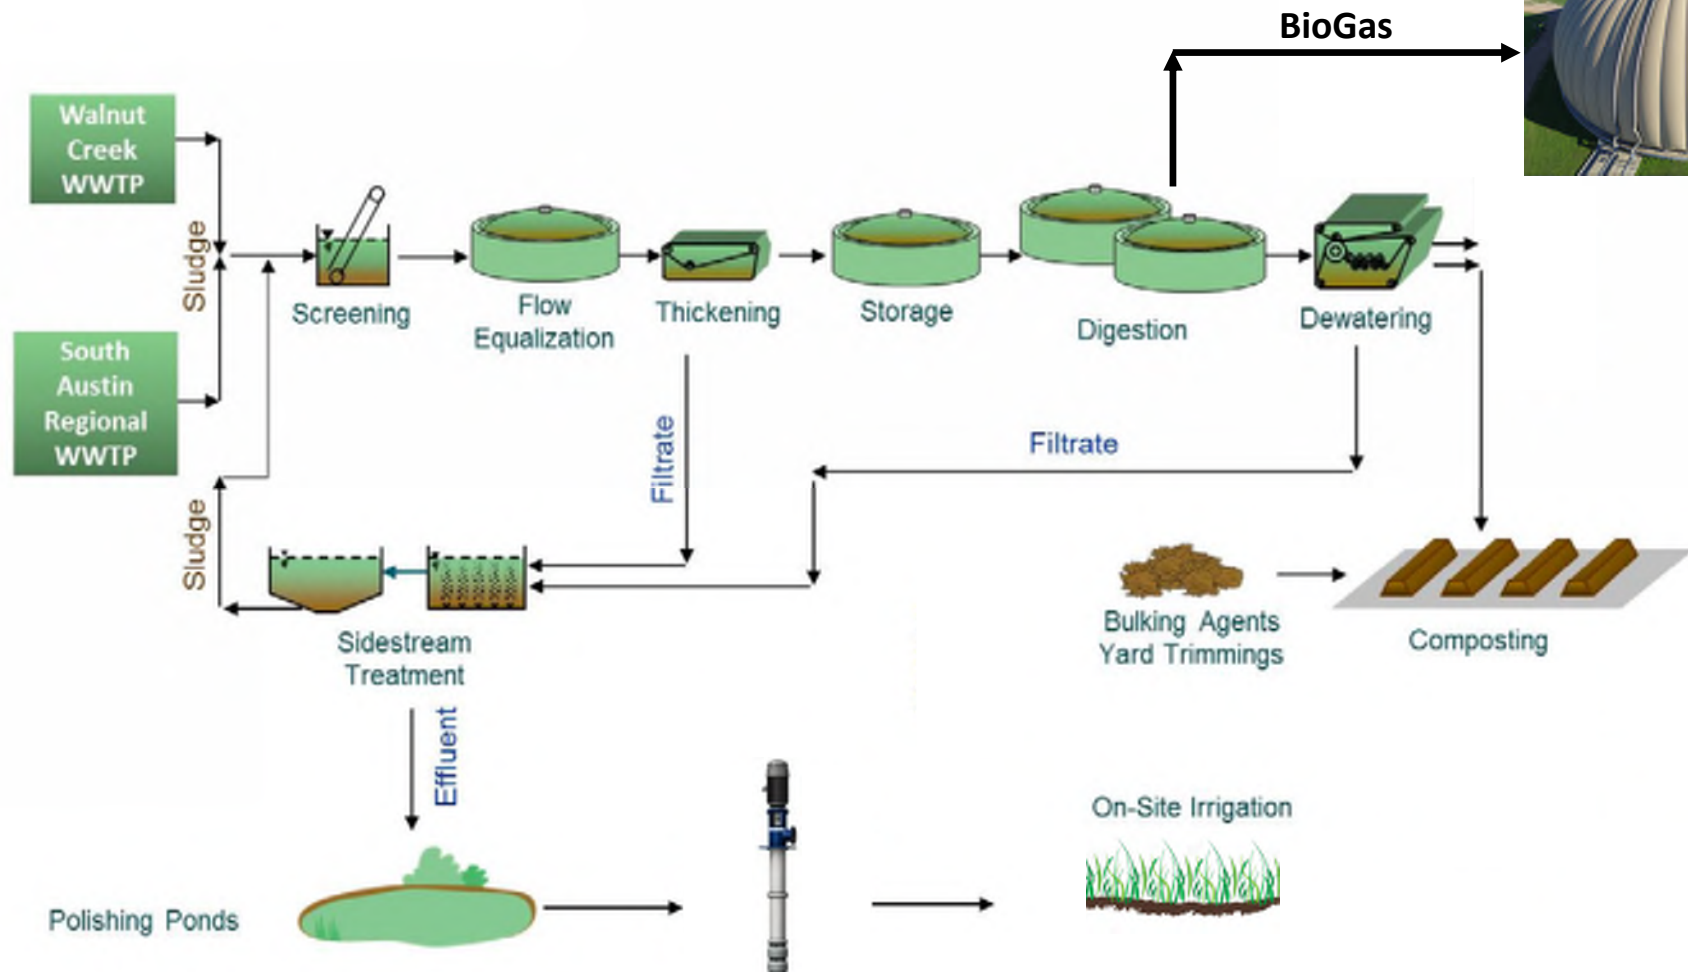 BioGas
Walnut
Creek
WWTP
Sludge
South
Austin
Regional
WWTP
Screening
Flow
Equalization
Thickening
Storage
Digestion
Dewatering
Filtrate
Filtrate
Sludge
Sidestream
Treatment
Bulking Agents
Yard Trimmings
Composting
Effluent
On-Site Irrigation
Polishing Ponds